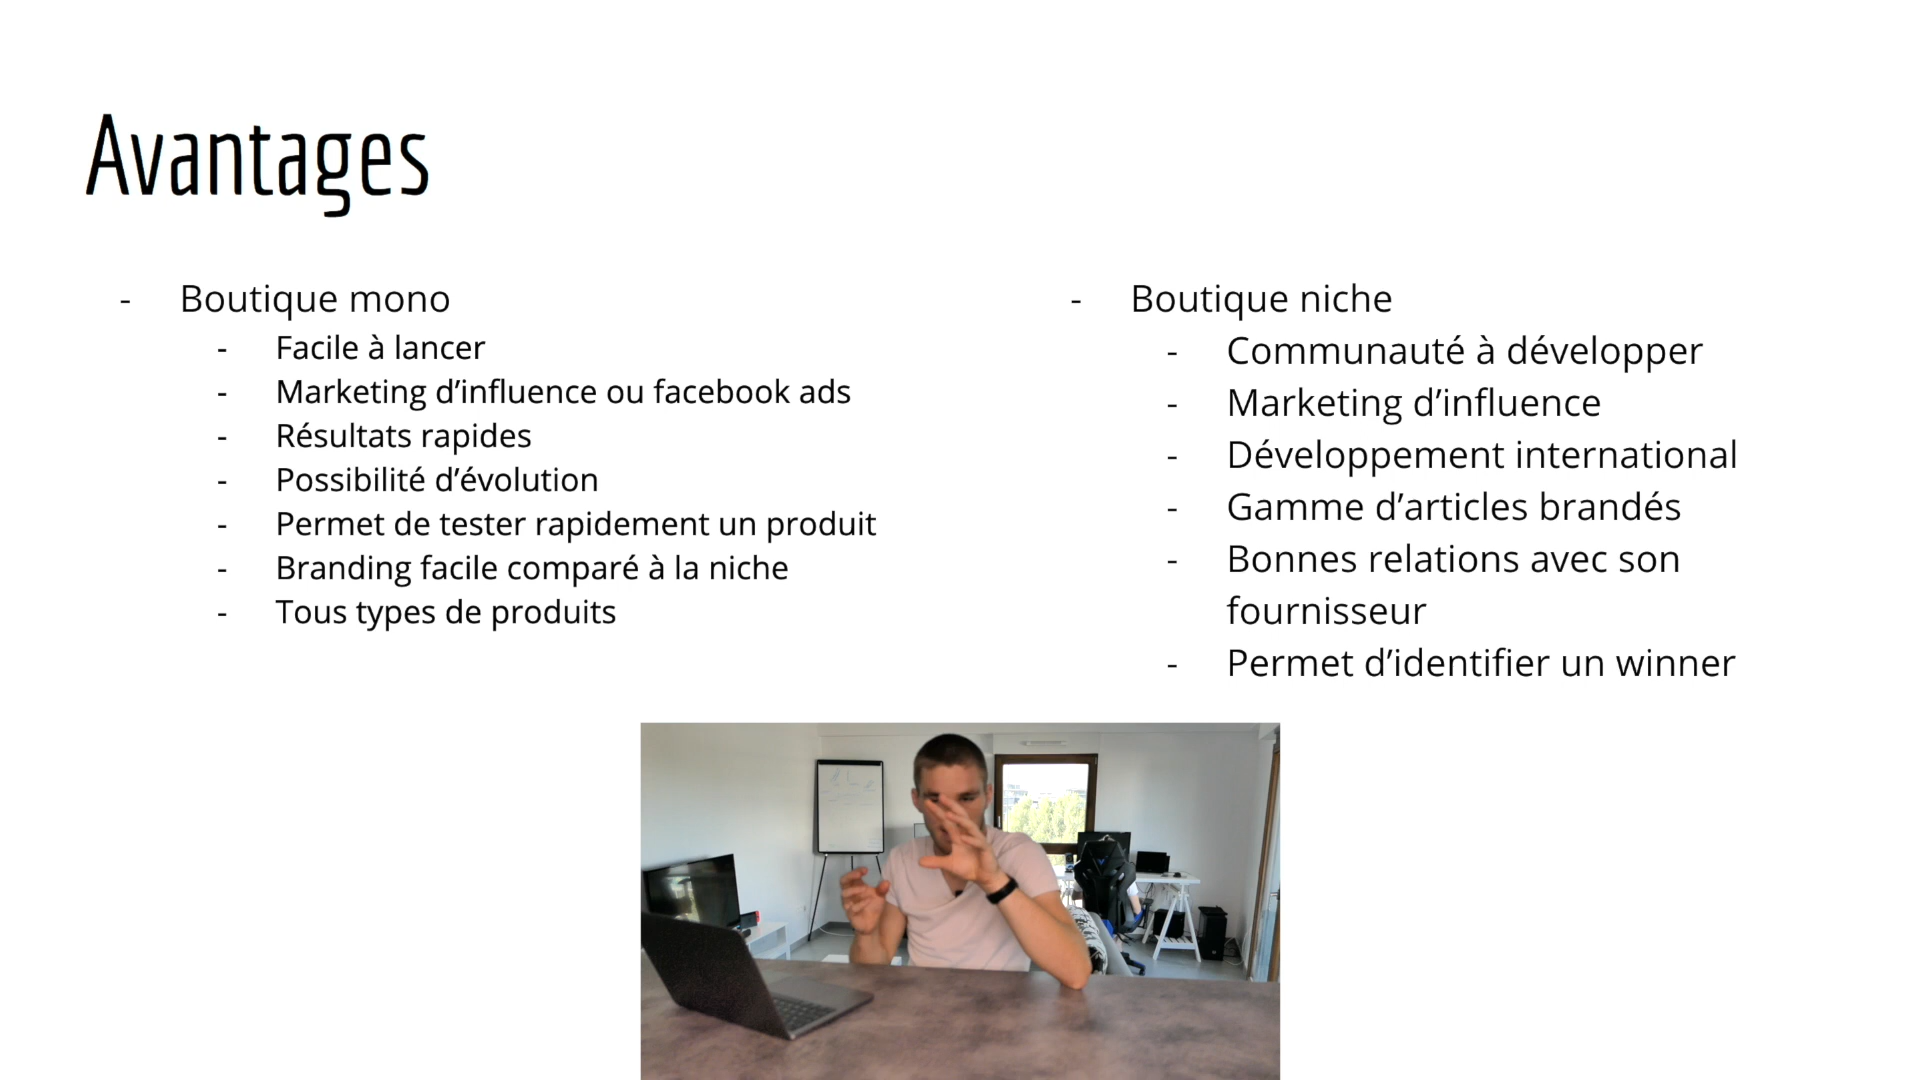 Avantages
- Boutique mono
- Facile à lancer
- Marketing d’influence ou facebook ads
- Résultats rapides
- Possibilité d’évolution
- Permet de tester rapidement un produit
- Branding facile comparé à la niche
- Tous types de produits
- Boutique niche
- Communauté à développer
- Marketing d’influence
- Développement international
- Gamme d’articles brandés
- Bonnes relations avec son
fournisseur
- Permet d’identifier un winner